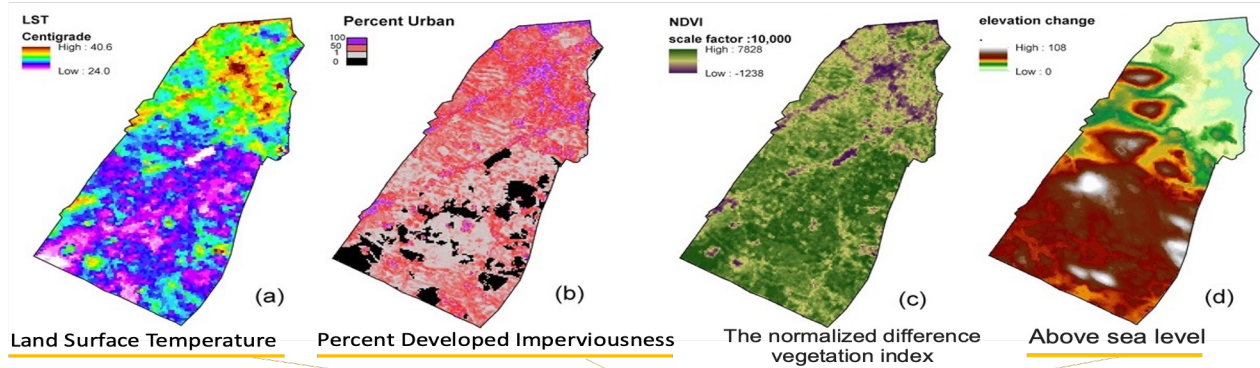 LST
Centigrade
High : 40.6
Low : 24.0
(a)
Land Surface Temperature
Percent Urban
100
50
1
0
(b)
Percent Developed Imperviousness
NDVI
scale factor :10,000
High : 7828
Low : -1238
(c)
The normalized difference
vegetation index
elevation change
High : 108
Low : 0
(d)
Above sea level